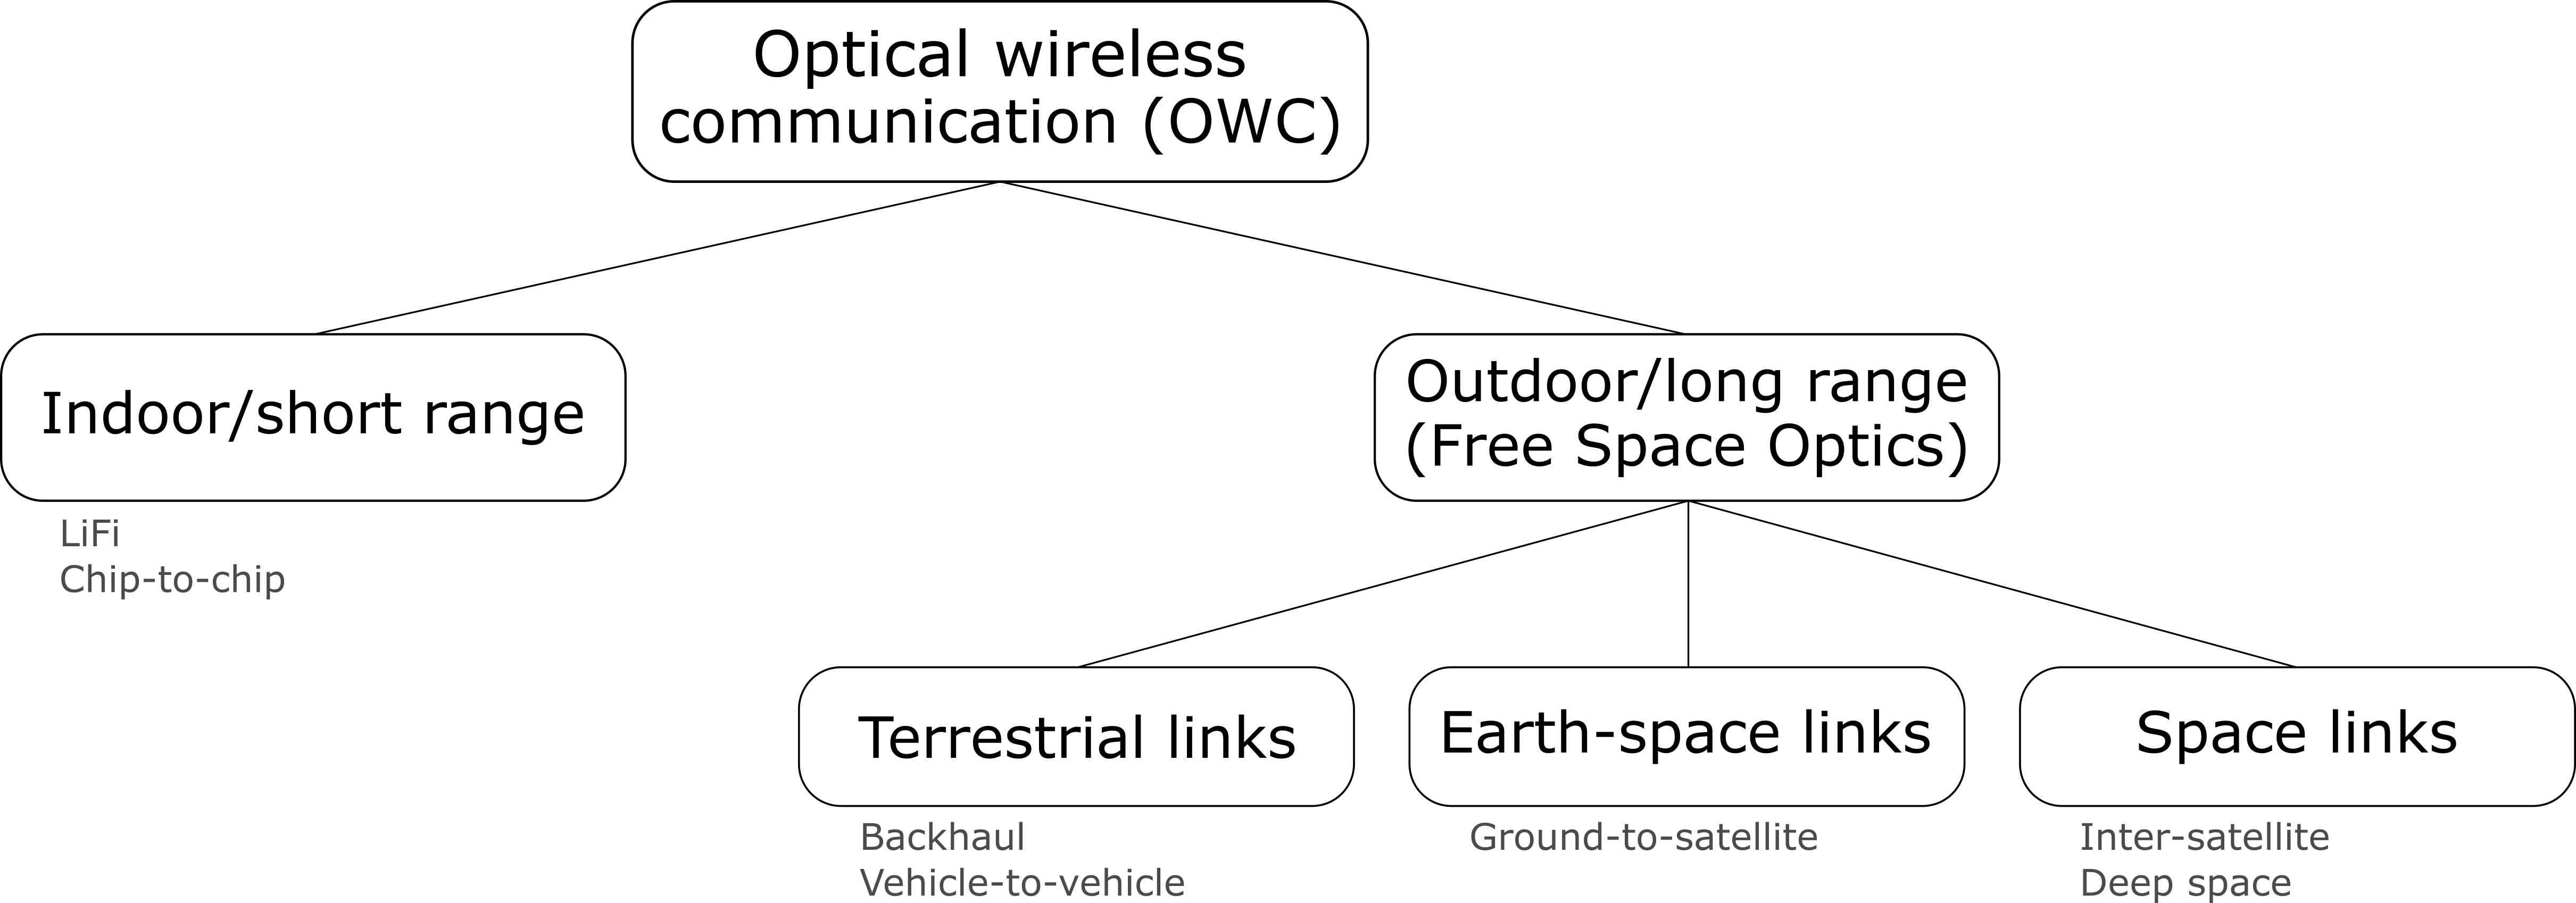 Optical wireless
communication (OWC)
Indoor/short range
LiFi
Chip-to-chip
Outdoor/long range
(Free Space Optics)
Terrestrial links
Backhaul
Vehicle-to-vehicle
Earth-space links
Ground-to-satellite
Space links
Inter-satellite
Deep space